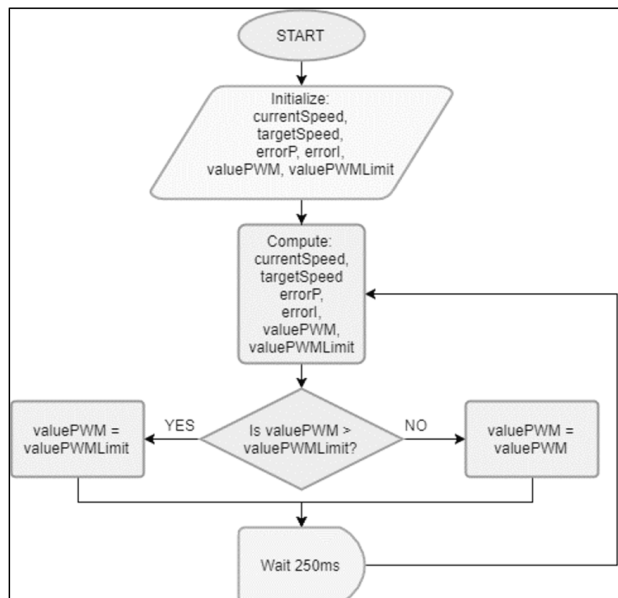 START
Initialize:
currentSpeed,
targetSpeed,
errorP, errorI,
valuePWM, valuePWMLimit
Compute:
currentSpeed,
targetSpeed
errorP,
errorI,
valuePWM,
valuePWMLimit
Is valuePWM >
valuePWMLimit?
YES
valuePWM =
valuePWMLimit
NO
valuePWM =
valuePWM
Wait 250ms